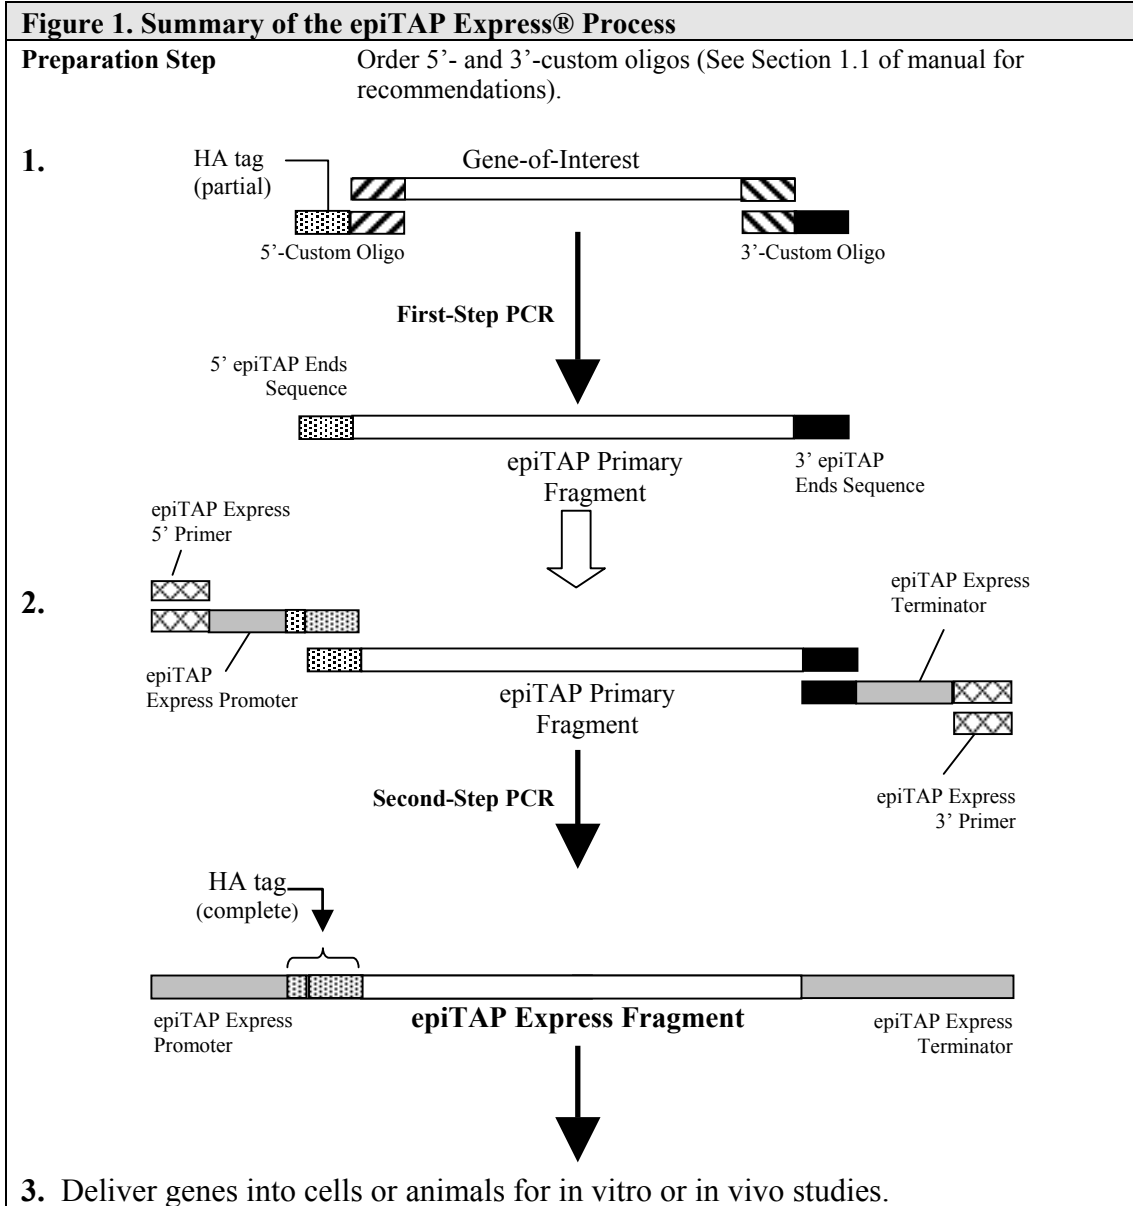 Figure 1. Summary of the epiTAP Express® Process
Preparation Step Order 5’- and 3’-custom oligos (See Section 1.1 of manual for
recommendations).
1.
HA tag
(partial)
Gene-of-Interest
5’-Custom Oligo
3’-Custom Oligo
First-Step PCR
5’ epiTAP Ends
Sequence
epiTAP Primary
Fragment
3’ epiTAP
Ends Sequence
epiTAP Express
5’ Primer
2.
epiTAP Express
Terminator
epiTAP
Express Promoter
epiTAP Primary
Fragment
Second-Step PCR
epiTAP Express
3’ Primer
HA tag
(complete)
epiTAP Express
Promoter
epiTAP Express Fragment
epiTAP Express
Terminator
3. Deliver genes into cells or animals for in vitro or in vivo studies.